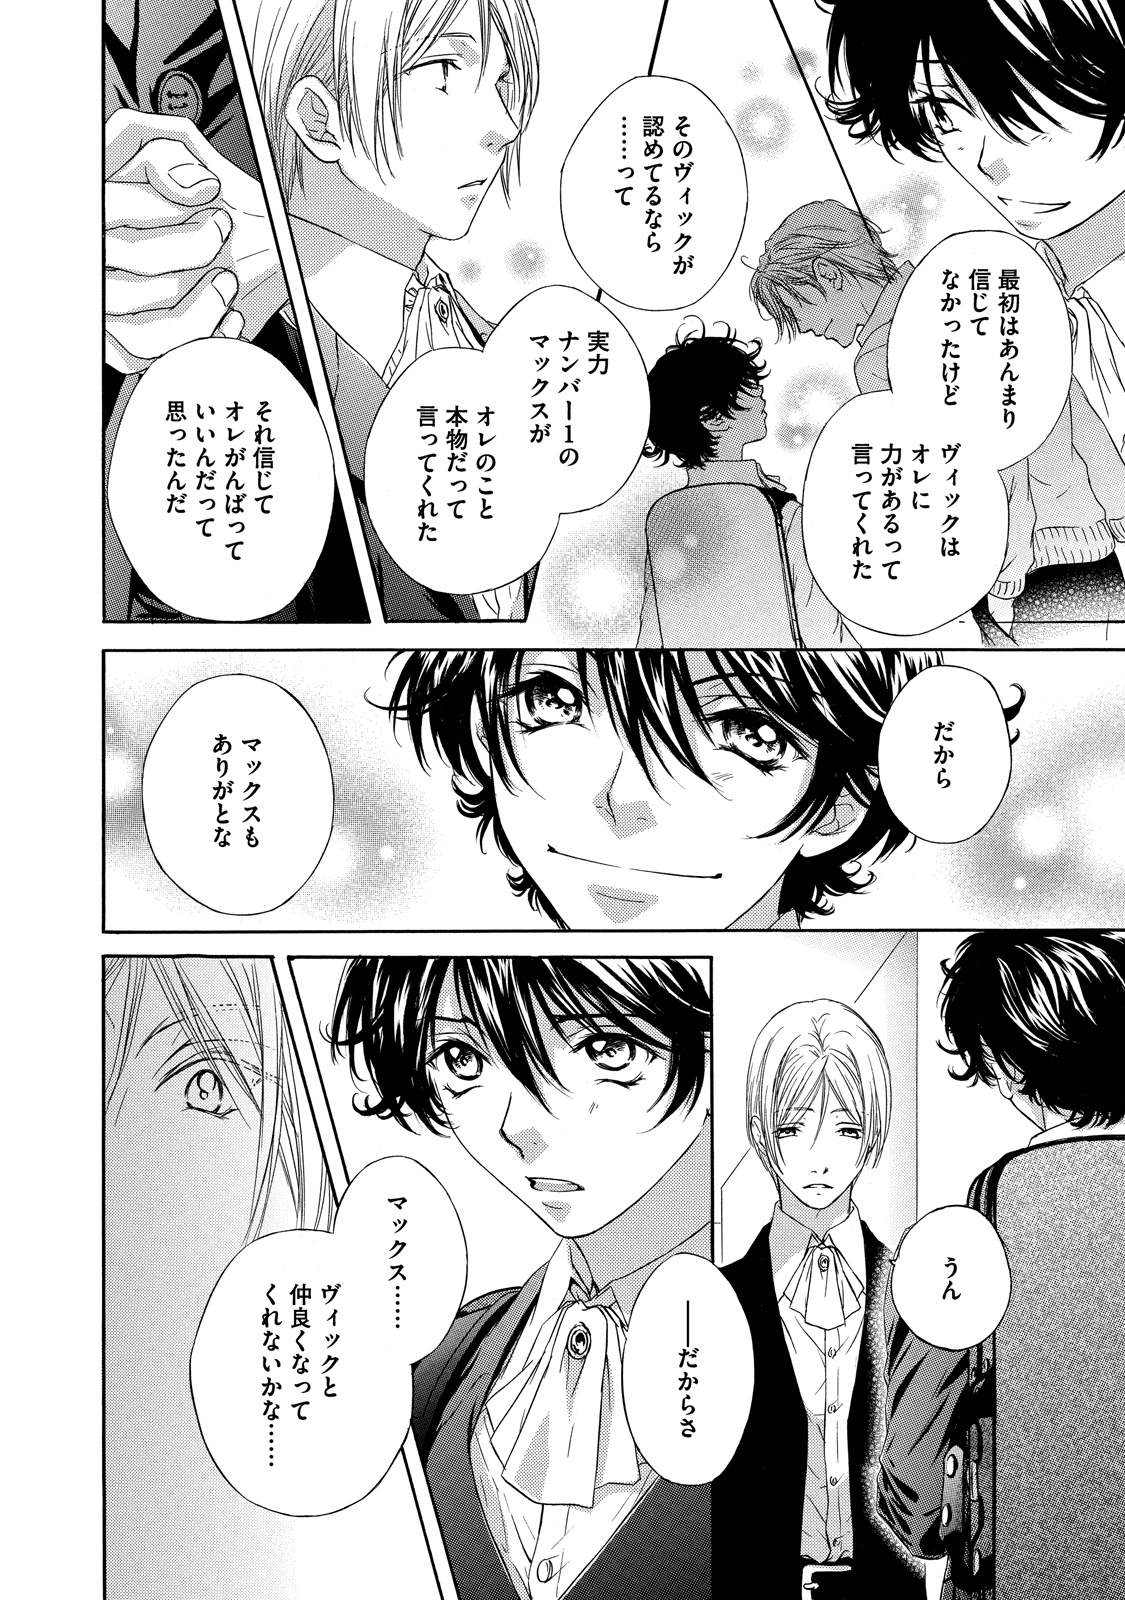 最初はあんまり
信じて
なかったけど
ヴィックは
オレに
力があるって
言ってくれた
そのヴィックが
認めてるなら
……って
実力
ナンバー１の
マックスが
オレのこと
本物だって
言ってくれた
それ信じて
オレがんばって
いいんだって
思ったんだ
だから
マックスも
ありがとな
うん
──だからさ
マックス……
ヴィックと
仲良くなって
くれないかな……